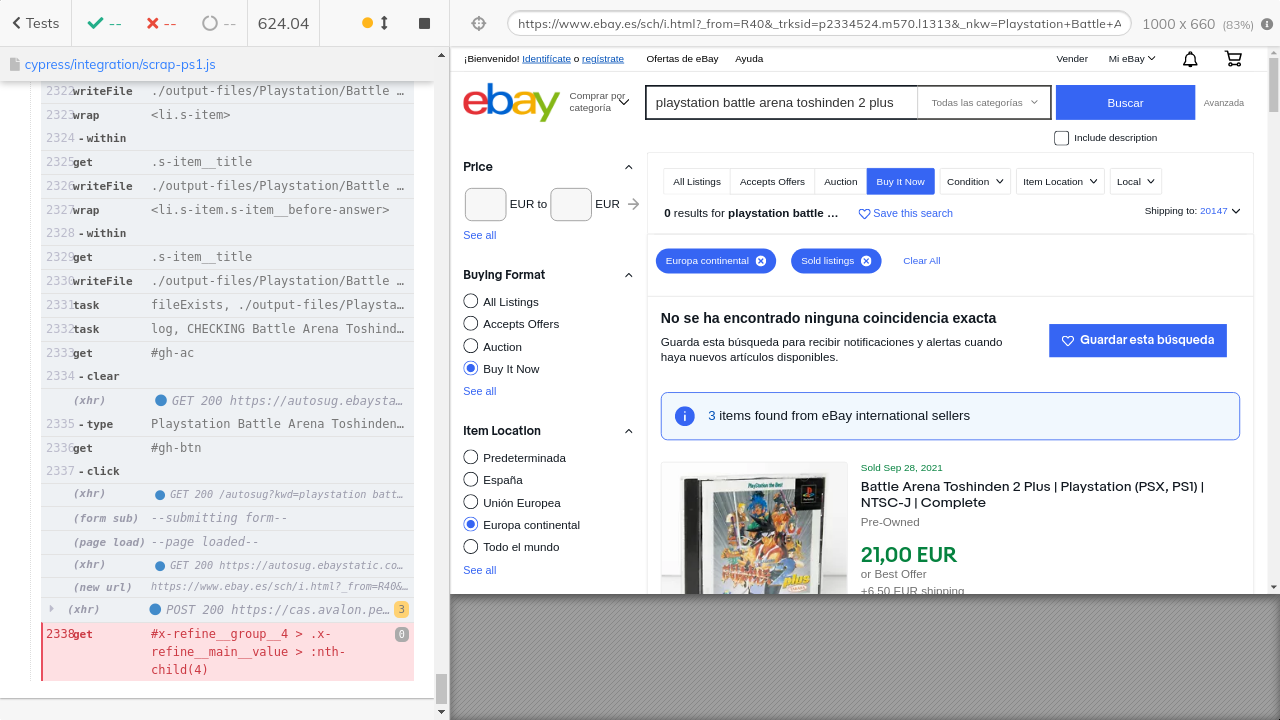 Tests
--
--
--
624.04
https://www.ebay.es/sch/i.html?_from=R40&_trksid=p2334524.m570.l1313&_nkw=Playstation+Battle+A
1000 x 660 (83%)
cypress/integration/scrap-ps1.js
2322 writeFile ./output-files/Playstation/Battle …
2323 wrap <li.s-item>
2324 - within
2325 get .s-item__title
2326 writeFile ./output-files/Playstation/Battle …
2327 wrap <li.s-item.s-item__before-answer>
2328 - within
2329 get .s-item__title
2330 writeFile ./output-files/Playstation/Battle …
2331 task fileExists, ./output-files/Playsta…
2332 task log, CHECKING Battle Arena Toshind…
2333 get #gh-ac
2334 - clear
(xhr) GET 200 https://autosug.ebaysta…
2335 - type Playstation Battle Arena Toshinden…
2336 get #gh-btn
2337 - click
(xhr) GET 200 /autosug?kwd=playstation batt…
(form sub) --submitting form--
(page load) --page loaded--
(xhr) GET 200 https://autosug.ebaystatic.co…
(new url) https://www.ebay.es/sch/i.html?_from=R40&…
(xhr) POST 200 https://cas.avalon.pe… 3
2338 get #x-refine__group__4 > .x- 0
refine__main__value > :nth-
child(4)
¡Bienvenido! Identifícate o regístrate
Ofertas de eBay
Ayuda
Vender
Mi eBay
ebay
Comprar por
categoría
playstation battle arena toshinden 2 plus
Todas las categorías
Buscar
Avanzada
Include description
Price
EUR to
EUR
See all
Buying Format
All Listings
Accepts Offers
Auction
Buy It Now
See all
Item Location
Predeterminada
España
Unión Europea
Europa continental
Todo el mundo
See all
All Listings
Accepts Offers
Auction
Buy It Now
Condition
Item Location
Local
0 results for playstation battle …
Save this search
Shipping to: 20147
Europa continental
Sold listings
Clear All
No se ha encontrado ninguna coincidencia exacta
Guarda esta búsqueda para recibir notificaciones y alertas cuando
haya nuevos artículos disponibles.
Guardar esta búsqueda
3 items found from eBay international sellers
PlayStation the Best
plus
Sold Sep 28, 2021
Battle Arena Toshinden 2 Plus | Playstation (PSX, PS1) |
NTSC-J | Complete
Pre-Owned
21,00 EUR
or Best Offer
+6,50 EUR shipping